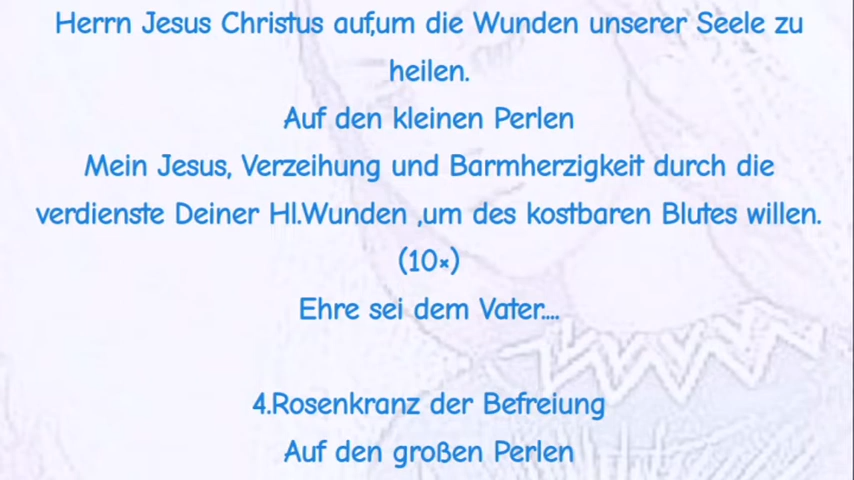 Herrn Jesus Christus auf,um die Wunden unserer Seele zu
heilen.
Auf den kleinen Perlen
Mein Jesus, Verzeihung und Barmherzigkeit durch die
verdienste Deiner Hl.Wunden ,um des kostbaren Blutes willen.
(10×)
Ehre sei dem Vater....
4.Rosenkranz der Befreiung
Auf den großen Perlen